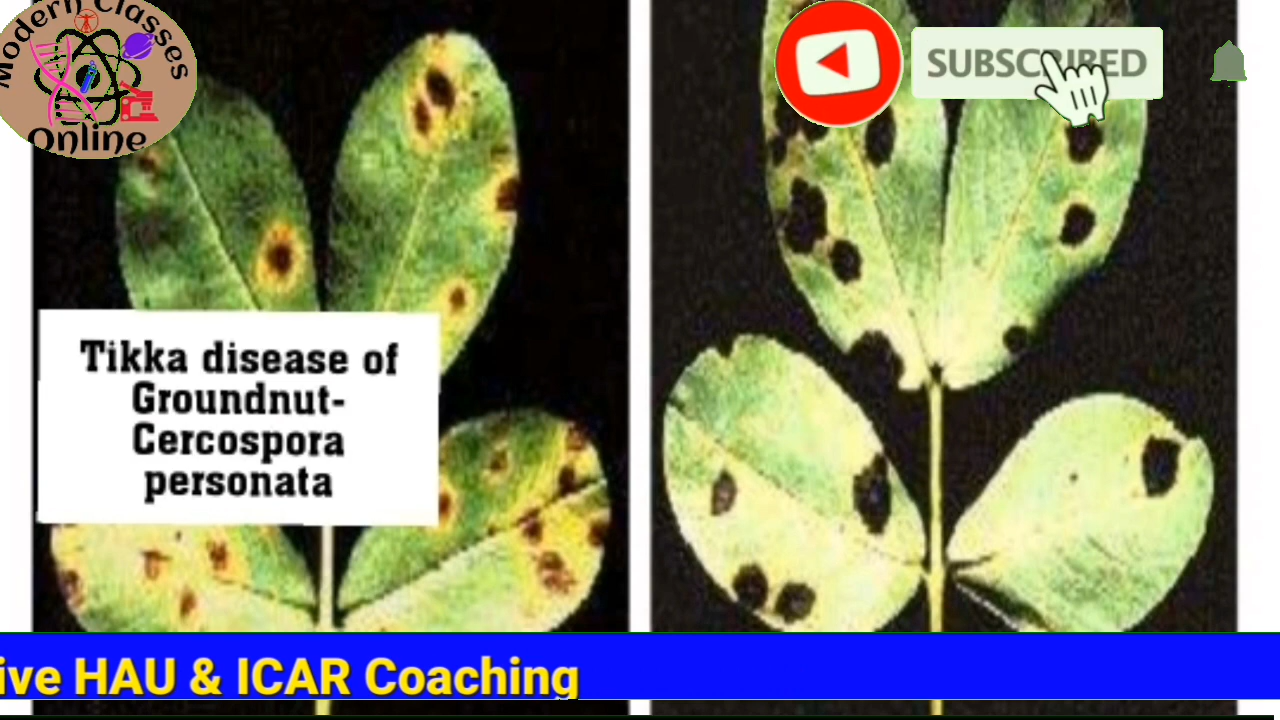 Modern Classes
Online
SUBSCRIBED
Tikka disease of
Groundnut-
Cercospora
personata
ive HAU & ICAR Coaching